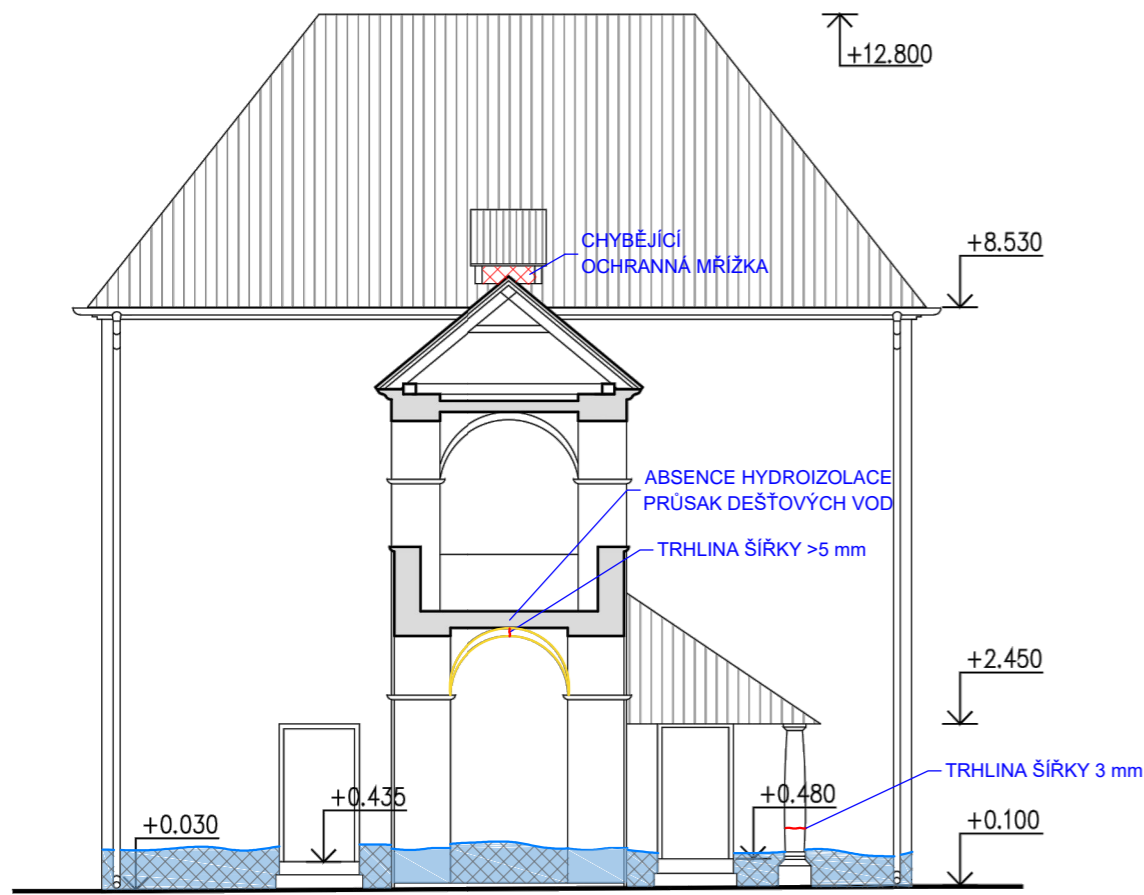 +12.800
CHYBĚJÍCÍ
OCHRANNÁ MŘÍŽKA
+8.530
ABSENCE HYDROIZOLACE
PRŮSAK DEŠŤOVÝCH VOD
TRHLINA ŠÍŘKY >5 mm
+2.450
TRHLINA ŠÍŘKY 3 mm
+0.435
+0.480
+0.030
+0.100